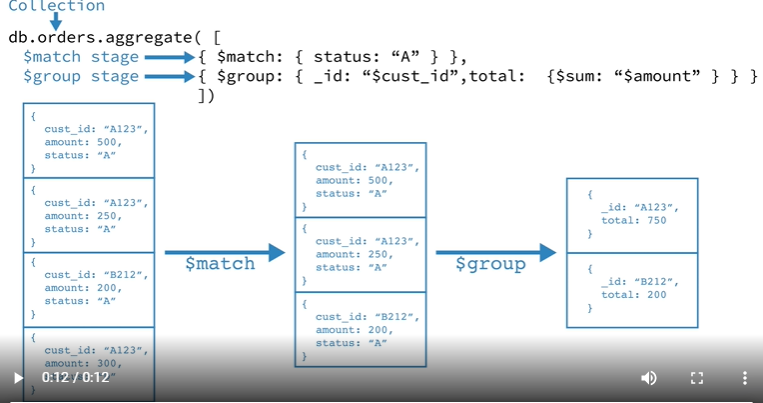 Collection
db.orders.aggregate( [
$match stage
{ $match: { status: “A” } },
$group stage
{ $group: { _id: “$cust_id”,total: {$sum: “$amount” } } }
])
{
cust_id: “A123”,
amount: 500,
status: “A”
}
{
cust_id: “A123”,
amount: 250,
status: “A”
}
{
cust_id: “B212”,
amount: 200,
status: “A”
}
{
cust_id: “A123”,
amount: 300,
}
$match
{
cust_id: “A123”,
amount: 500,
status: “A”
}
{
cust_id: “A123”,
amount: 250,
status: “A”
}
{
cust_id: “B212”,
amount: 200,
status: “A”
}
$group
{
_id: “A123”,
total: 750
}
{
_id: “B212”,
total: 200
}
0:12 / 0:12